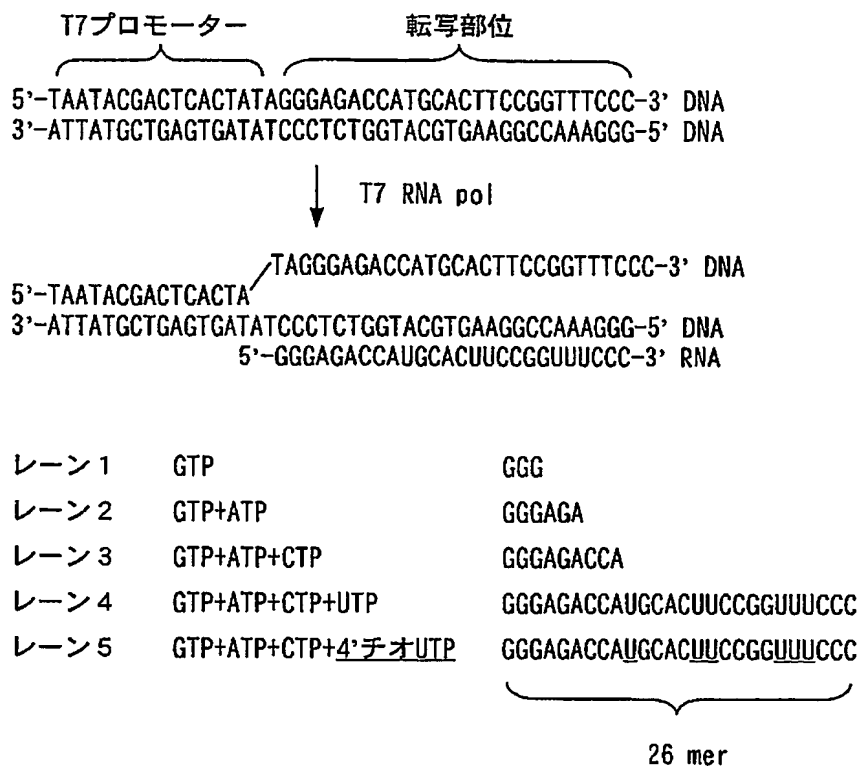 T7プロモーター 転写部位
5'-TAATACGACTCACTATAGGGAGACCATGCACTTCCGGTTTCCC-3' DNA
3'-ATTATGCTGAGTGATATCCCTCTGGTACGTGAAGGCCAAAGGG-5' DNA
T7 RNA pol
TAGGGAGACCATGCACTTCCGGTTTCCC-3' DNA
5'-TAATACGACTCACTA
3'-ATTATGCTGAGTGATATCCCTCTGGTACGTGAAGGCCAAAGGG-5' DNA
5'-GGGAGACCAUGCACUUCCGGUUUCCC-3' RNA
レーン1 GTP GGG
レーン2 GTP+ATP GGGAGA
レーン3 GTP+ATP+CTP GGGAGACCA
レーン4 GTP+ATP+CTP+UTP GGGAGACCAUGCACUUCCGGUUUCCC
レーン5 GTP+ATP+CTP+4'チオUTP GGGAGACCAUGCACUUCCGGUUUCCC
26 mer